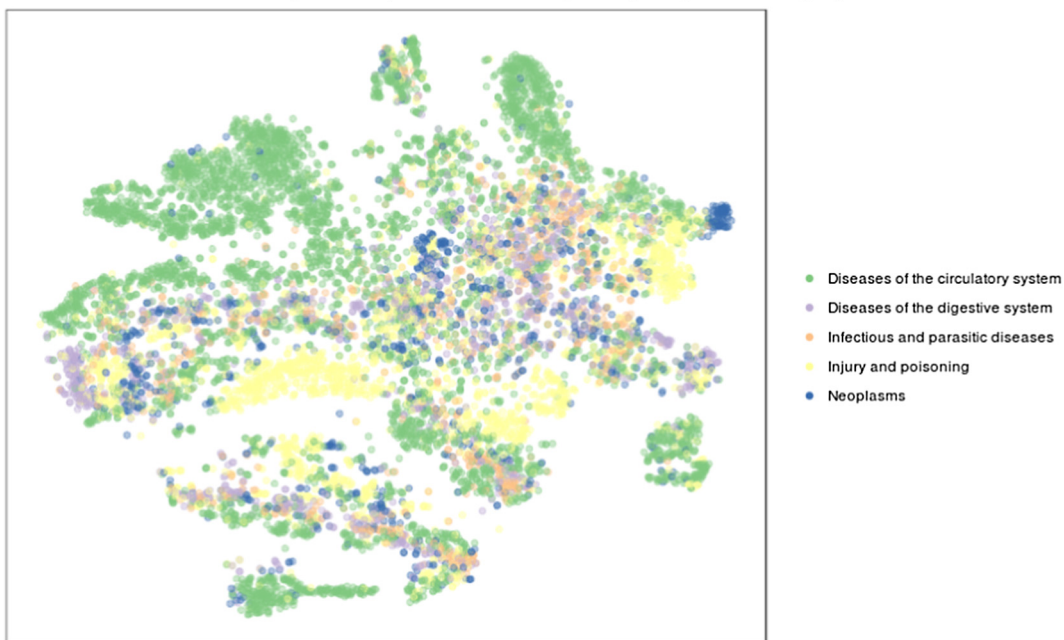 Diseases of the circulatory system
Diseases of the digestive system
Infectious and parasitic diseases
Injury and poisoning
Neoplasms